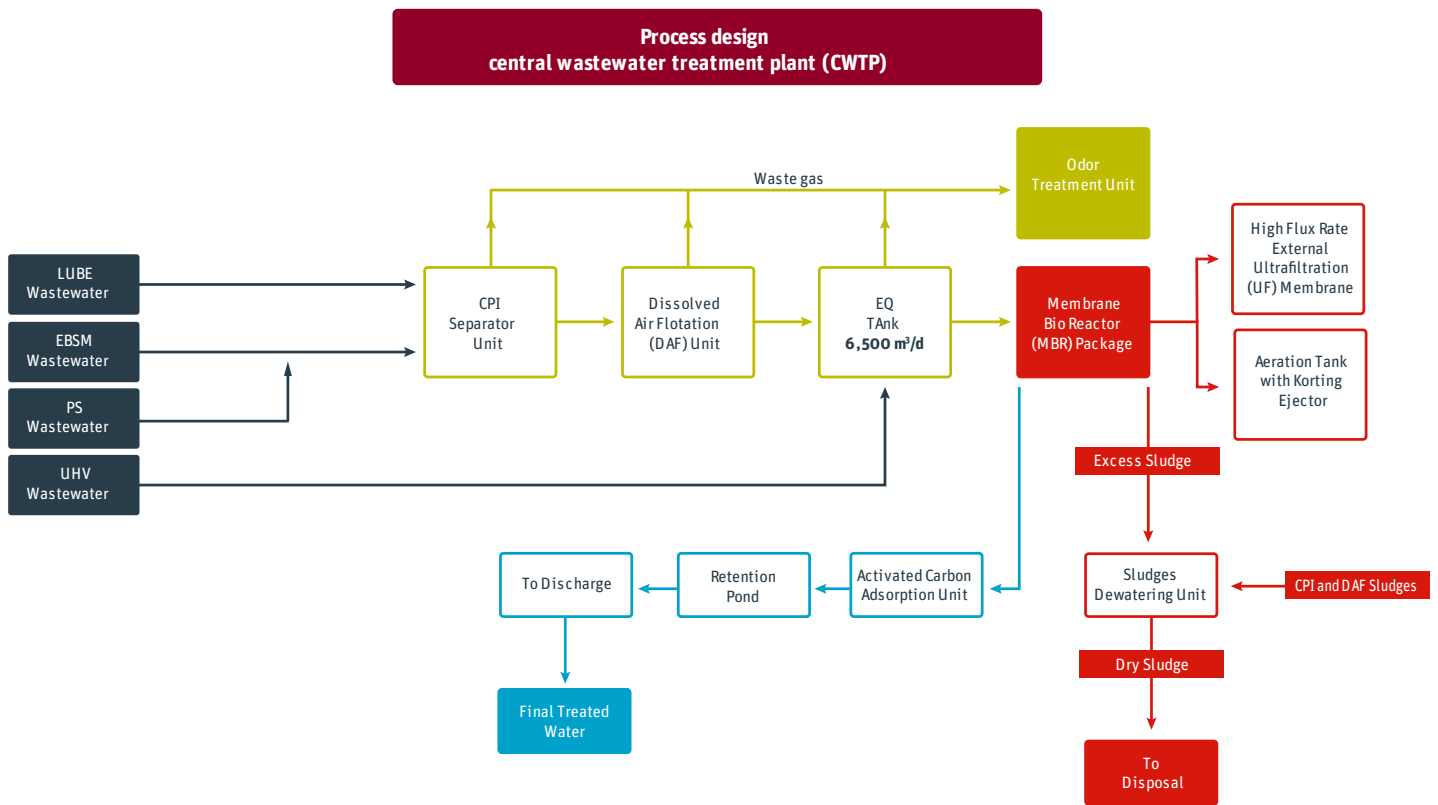 Process design
central wastewater treatment plant (CWTP)
Odor
Treatment Unit
Waste gas
High Flux Rate
External
Ultrafiltration
(UF) Membrane
LUBE
Wastewater
EBSM
Wastewater
PS
Wastewater
UHV
Wastewater
CPI
Separator
Unit
Dissolved
Air Flotation
(DAF) Unit
EQ
TAnk
6,500 m³/d
Membrane
Bio Reactor
(MBR) Package
Aeration Tank
with Korting
Ejector
Excess Sludge
To Discharge
Retention
Pond
Activated Carbon
Adsorption Unit
Sludges
Dewatering Unit
CPI and DAF Sludges
Dry Sludge
Final Treated
Water
To
Disposal